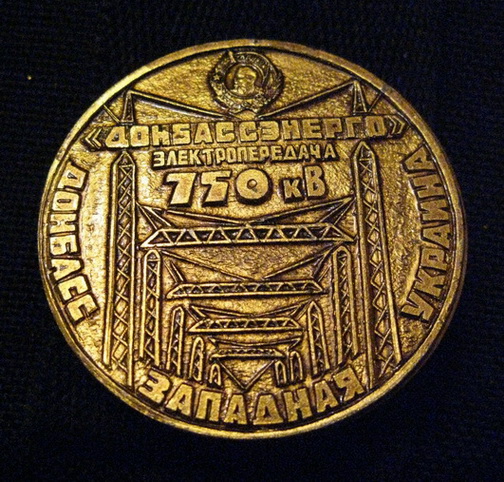 «ДОНБАССЭНЕРГО»
ЭЛЕКТРОПЕРЕДАЧА
750 кВ
ДОНБАСС
ЗАПАДНАЯ
УКРАИНА